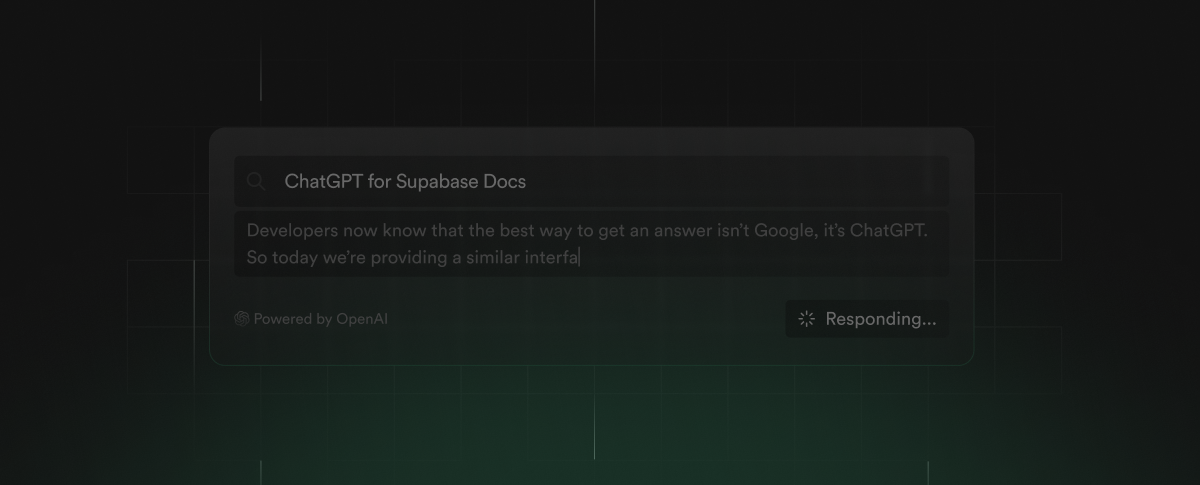 ChatGPT for Supabase Docs
Developers now know that the best way to get an answer isn’t Google, it’s ChatGPT.
So today we’re providing a similar interfa
Powered by OpenAI
Responding...